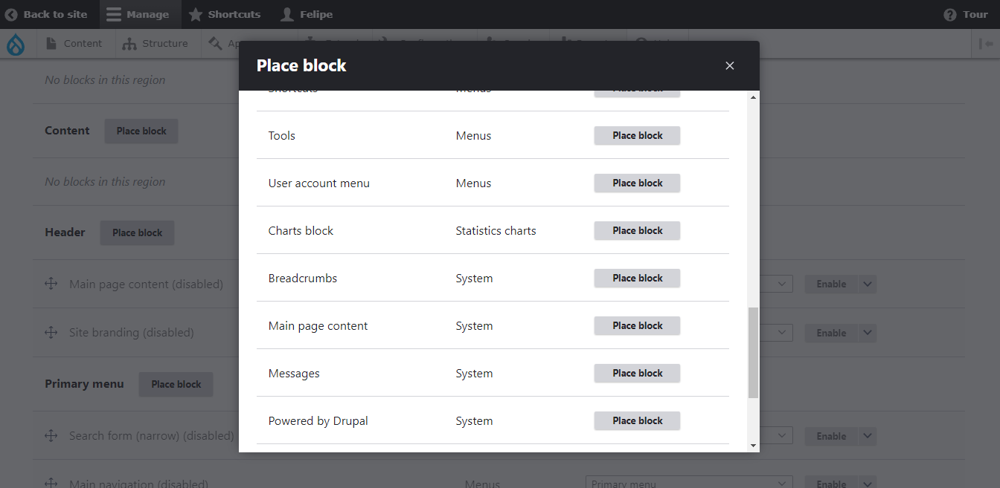 Back to site Manage Shortcuts Felipe Tour
Content Structure
Place block
No blocks in this region
Shortcuts Menus Place block
Content Place block
Tools Menus Place block
No blocks in this region
User account menu Menus Place block
Header Place block
Charts block Statistics charts Place block
Breadcrumbs System Place block
Main page content (disabled) Enable
Main page content System Place block
Site branding (disabled) Enable
Messages System Place block
Primary menu Place block
Powered by Drupal System Place block
Search form (narrow) (disabled) Enable
Main navigation (disabled) Menus Primary menu Enable